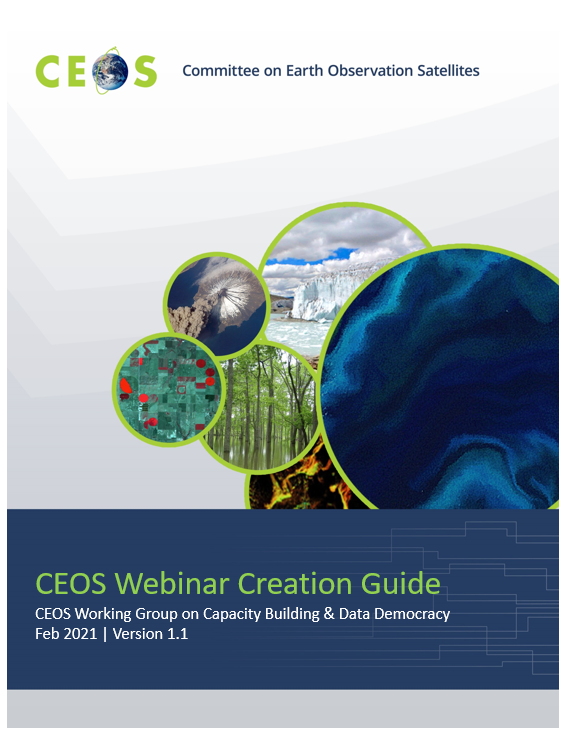 CEOS
Committee on Earth Observation Satellites
CEOS Webinar Creation Guide
CEOS Working Group on Capacity Building & Data Democracy
Feb 2021 | Version 1.1